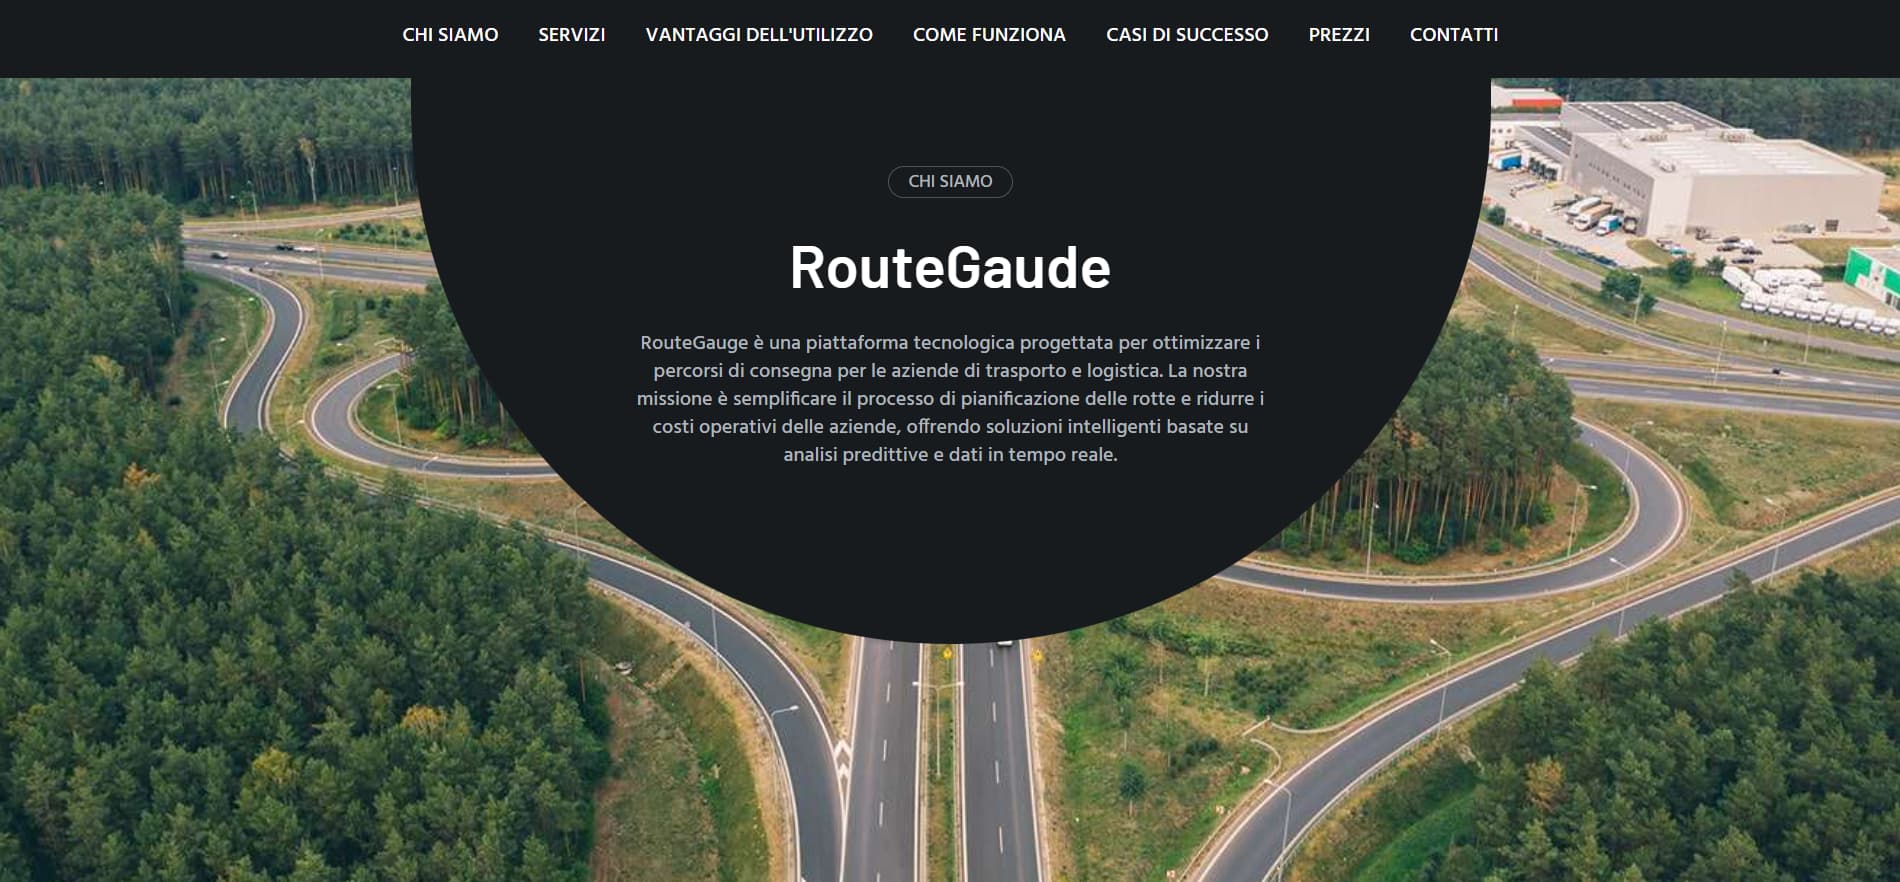 CHI SIAMO SERVIZI VANTAGGI DELL'UTILIZZO COME FUNZIONA CASI DI SUCCESSO PREZZI CONTATTI
CHI SIAMO
RouteGaude
RouteGauge è una piattaforma tecnologica progettata per ottimizzare i
percorsi di consegna per le aziende di trasporto e logistica. La nostra
missione è semplificare il processo di pianificazione delle rotte e ridurre i
costi operativi delle aziende, offrendo soluzioni intelligenti basate su
analisi predittive e dati in tempo reale.